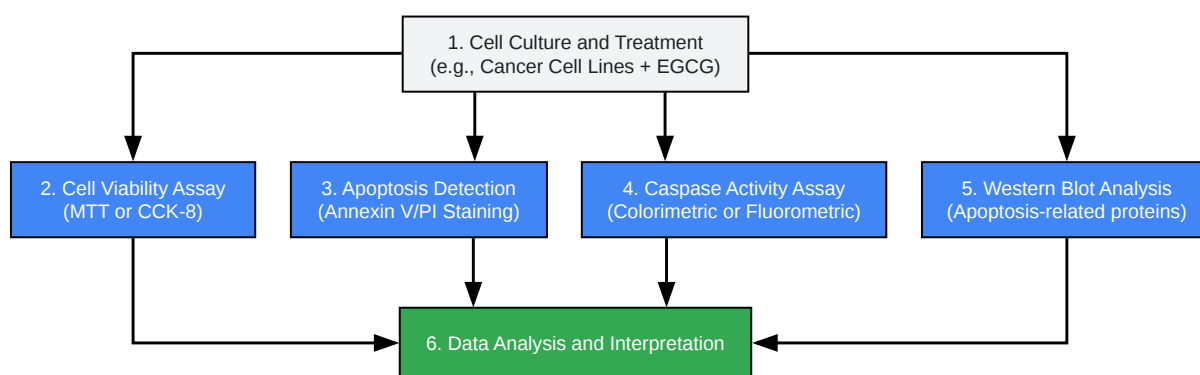 1. Cell Culture and Treatment
(e.g., Cancer Cell Lines + EGCG)
2. Cell Viability Assay
(MTT or CCK-8)
3. Apoptosis Detection
(Annexin V/PI Staining)
4. Caspase Activity Assay
(Colorimetric or Fluorometric)
5. Western Blot Analysis
(Apoptosis-related proteins)
6. Data Analysis and Interpretation